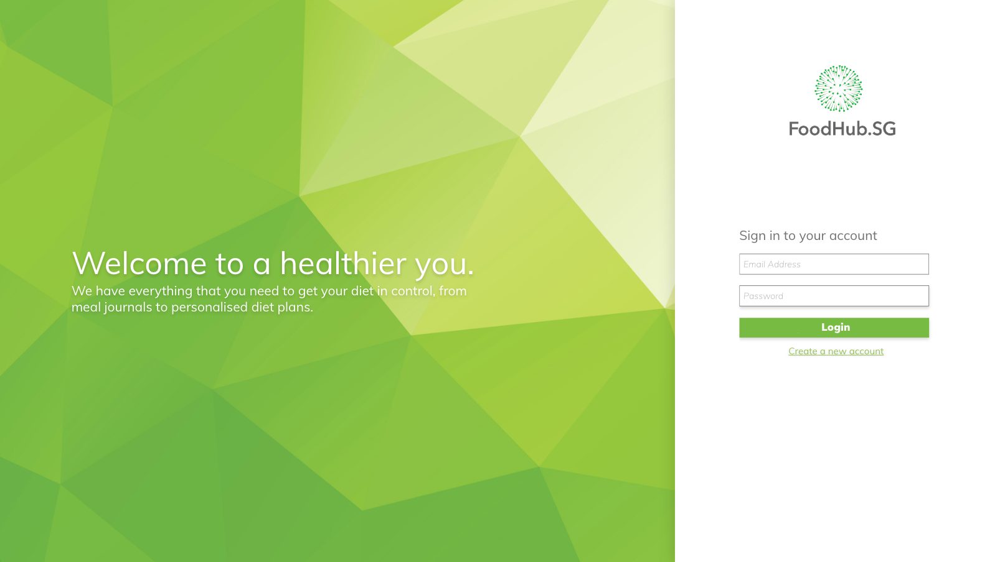 Welcome to a healthier you.
We have everything that you need to get your diet in control, from
meal journals to personalised diet plans.
FoodHub.SG
Sign in to your account
Email Address
Password
Login
Create a new account